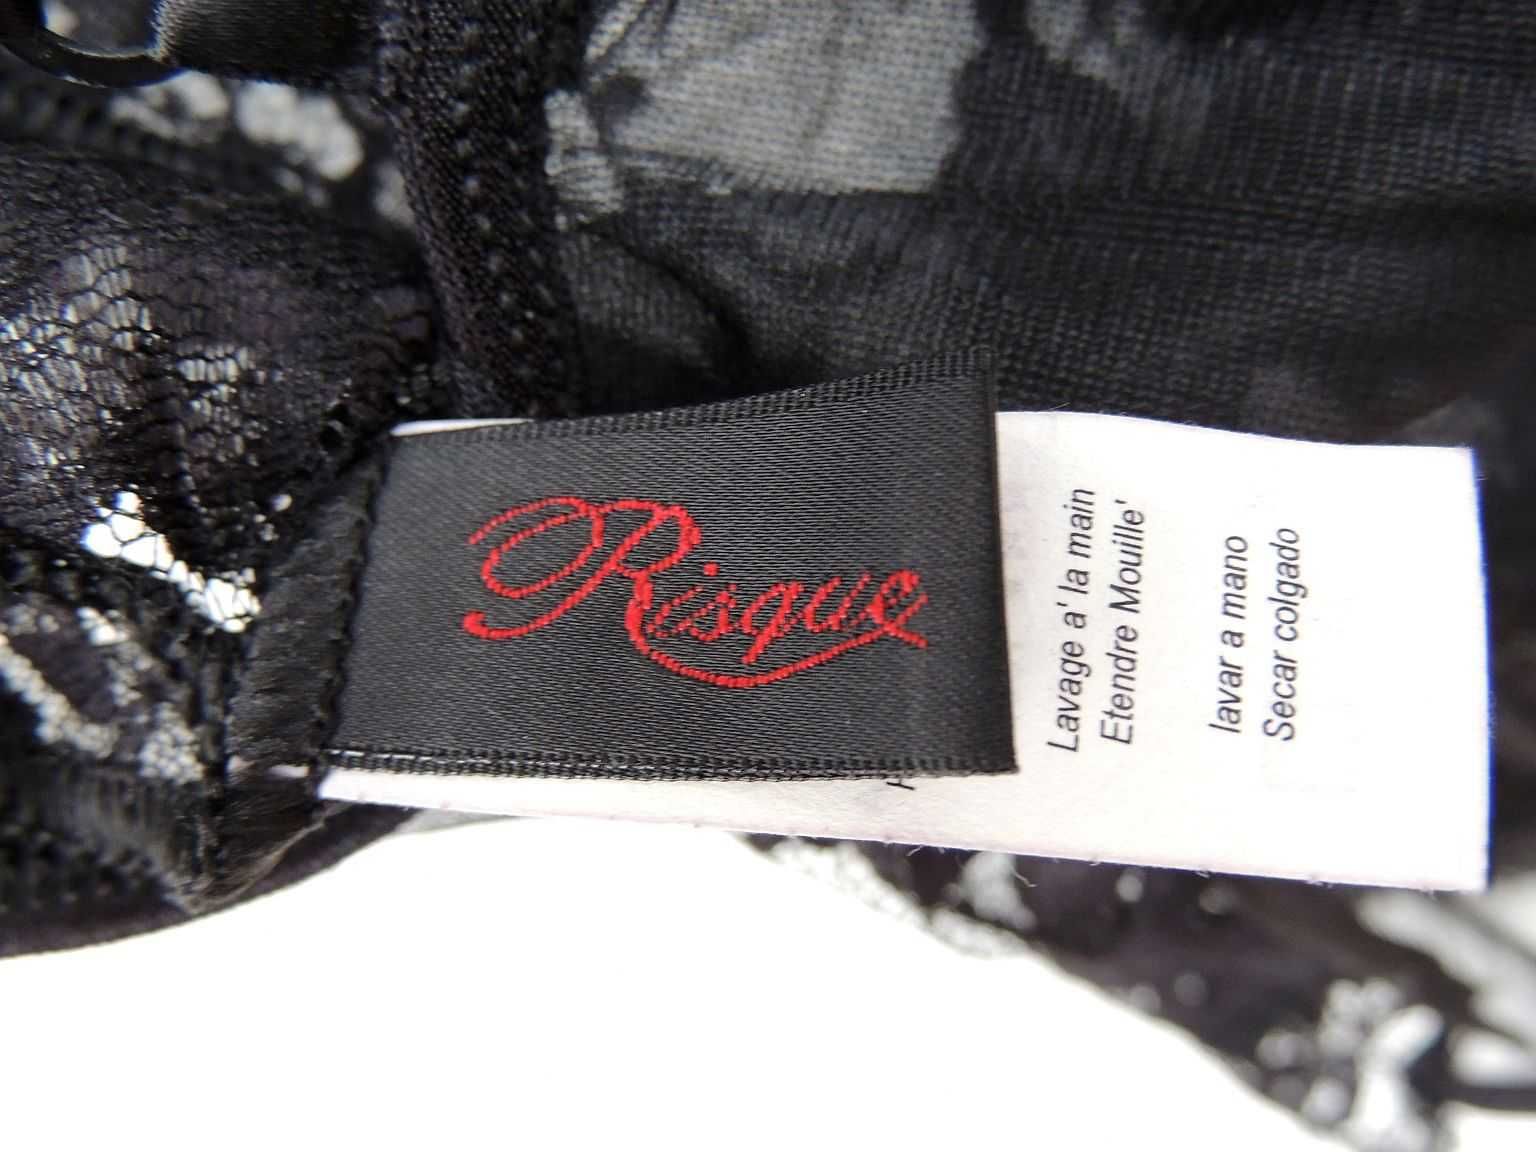 Risque
Lavage a' la main
Etendre Mouille'
lavar a mano
Secar colgado